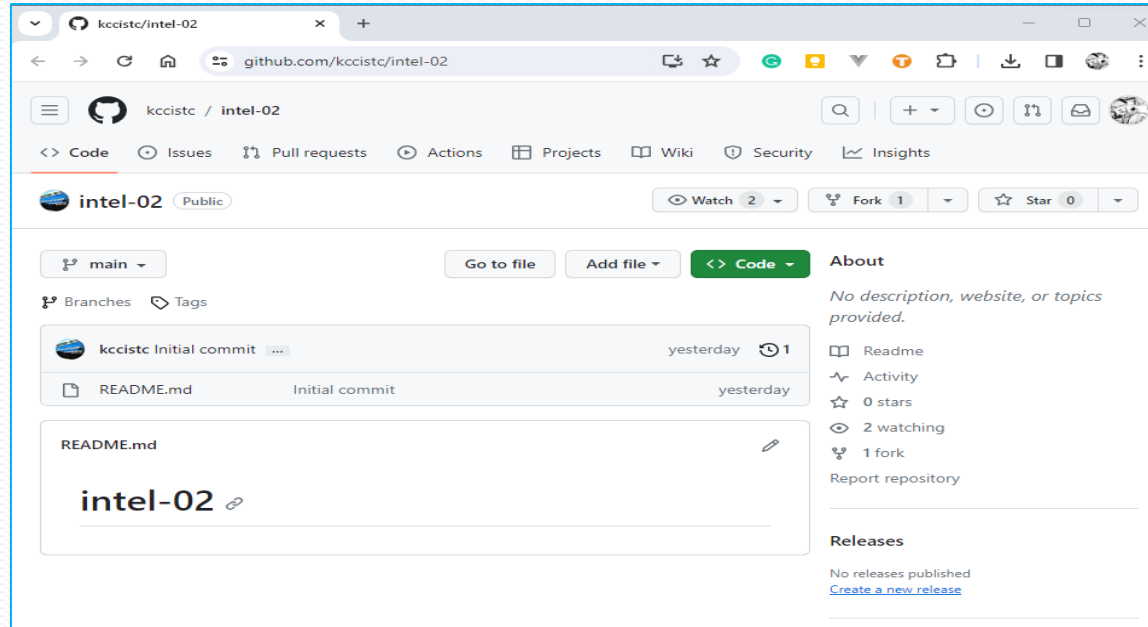 kccistc/intel-02
github.com/kccistc/intel-02
kccistc / intel-02
<> Code Issues Pull requests Actions Projects Wiki Security Insights
intel-02 Public Watch 2 Fork 1 Star 0
main Go to file Add file <> Code
Branches Tags
kccistc Initial commit ... yesterday 1
README.md Initial commit yesterday
README.md
intel-02
About
No description, website, or topics
provided.
Readme
Activity
0 stars
2 watching
1 fork
Report repository
Releases
No releases published
Create a new release